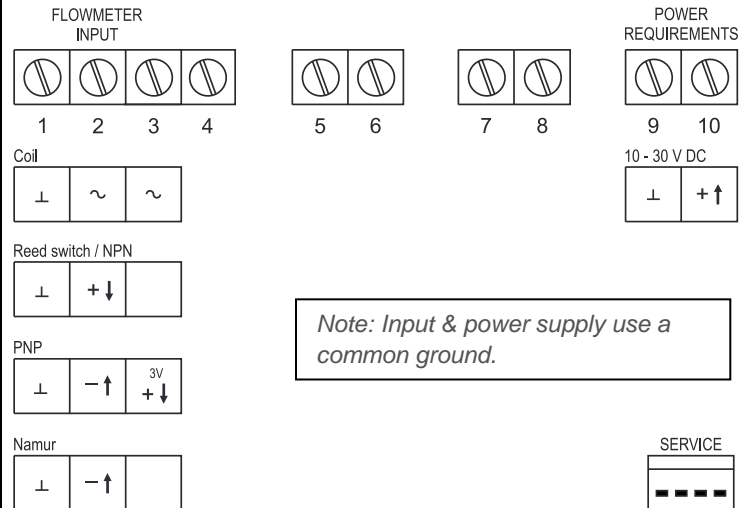 FLOWMETER
INPUT
POWER
REQUIREMENTS
1 2 3 4 5 6 7 8 9 10
Coil
10 - 30 V DC
⊥ ~ ~
⊥ +↑
Reed switch / NPN
⊥ +↓
Note: Input & power supply use a
common ground.
PNP
⊥ –↑ 3V +↓
Namur
⊥ –↑
SERVICE